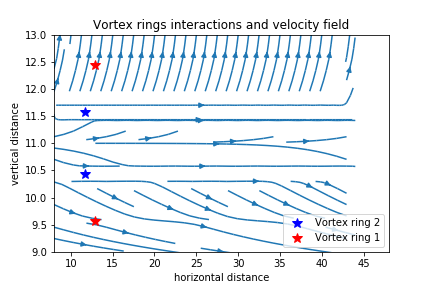 Vortex rings interactions and velocity field
13.0
12.5
12.0
11.5
11.0
10.5
10.0
9.5
9.0
vertical distance
10 15 20 25 30 35 40 45
horizontal distance
Vortex ring 2
Vortex ring 1